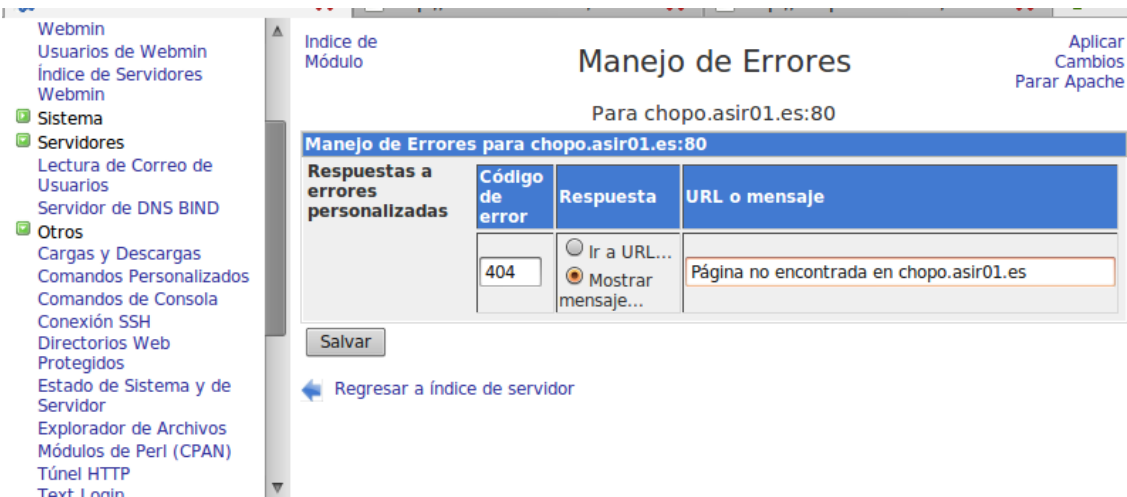 Webmin
Usuarios de Webmin
Índice de Servidores
Webmin
Sistema
Servidores
Lectura de Correo de
Usuarios
Servidor de DNS BIND
Otros
Cargas y Descargas
Comandos Personalizados
Comandos de Consola
Conexión SSH
Directorios Web
Protegidos
Estado de Sistema y de
Servidor
Explorador de Archivos
Módulos de Perl (CPAN)
Túnel HTTP
Text Login
Indice de
Módulo
Manejo de Errores
Aplicar
Cambios
Parar Apache
Para chopo.asir01.es:80
Manejo de Errores para chopo.asir01.es:80
Respuestas a
errores
personalizadas
Código
de
error
Respuesta
URL o mensaje
404
Ir a URL...
Mostrar
mensaje...
Página no encontrada en chopo.asir01.es
Salvar
Regresar a índice de servidor